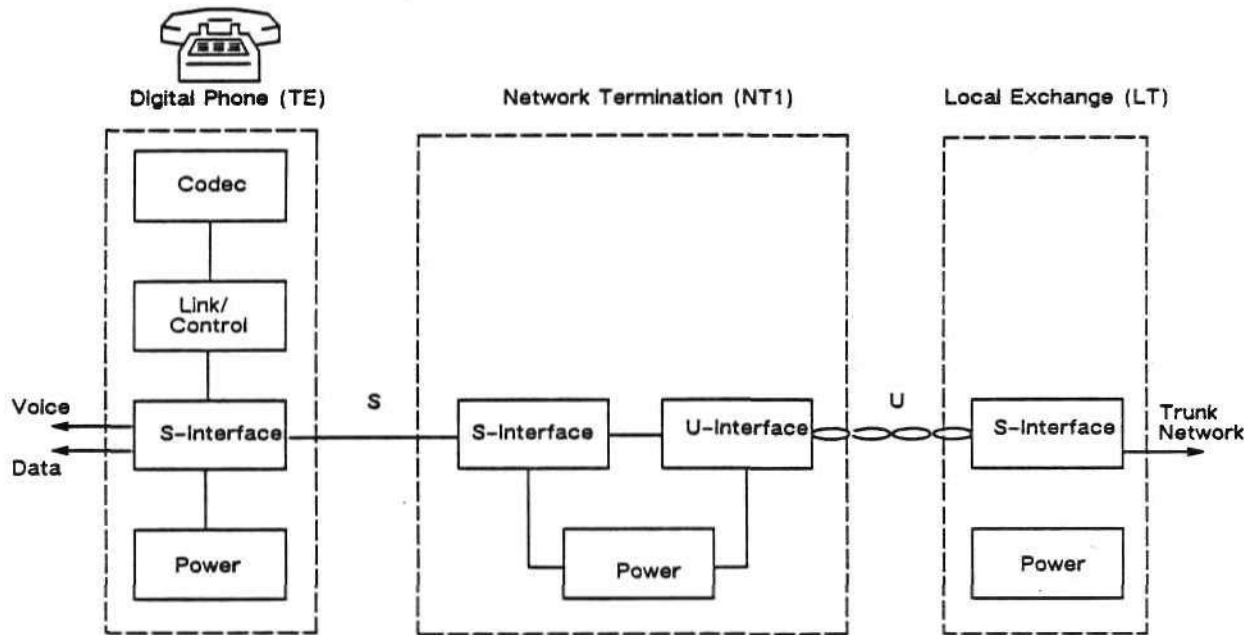 Digital Phone (TE)
Network Termination (NT1)
Local Exchange (LT)
Codec
Link/
Control
Voice
Data
S-interface
S
S-interface
U-interface
U
S-interface
Trunk
Network
Power
Power
Power